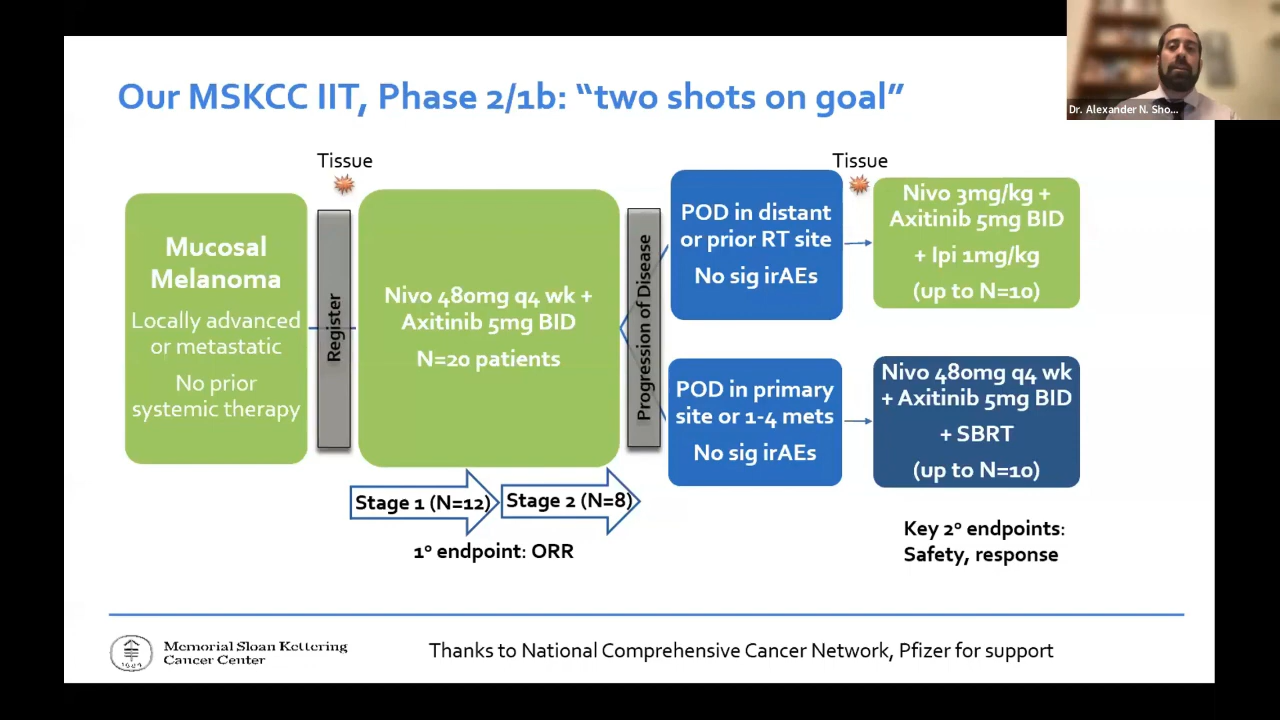 Our MSKCC IIT, Phase 2/1b: “two shots on goal”
Dr. Alexander N. Sho...
Tissue
Mucosal
Melanoma
Locally advanced
or metastatic
No prior
systemic therapy
Register
Nivo 480mg q4 wk +
Axitinib 5mg BID
N=20 patients
Stage 1 (N=12)
Stage 2 (N=8)
1° endpoint: ORR
Progression of Disease
POD in distant
or prior RT site
No sig irAEs
POD in primary
site or 1-4 mets
No sig irAEs
Tissue
Nivo 3mg/kg +
Axitinib 5mg BID
+ Ipi 1mg/kg
(up to N=10)
Nivo 480mg q4 wk
+ Axitinib 5mg BID
+ SBRT
(up to N=10)
Key 2° endpoints:
Safety, response
Memorial Sloan Kettering
Cancer Center
Thanks to National Comprehensive Cancer Network, Pfizer for support